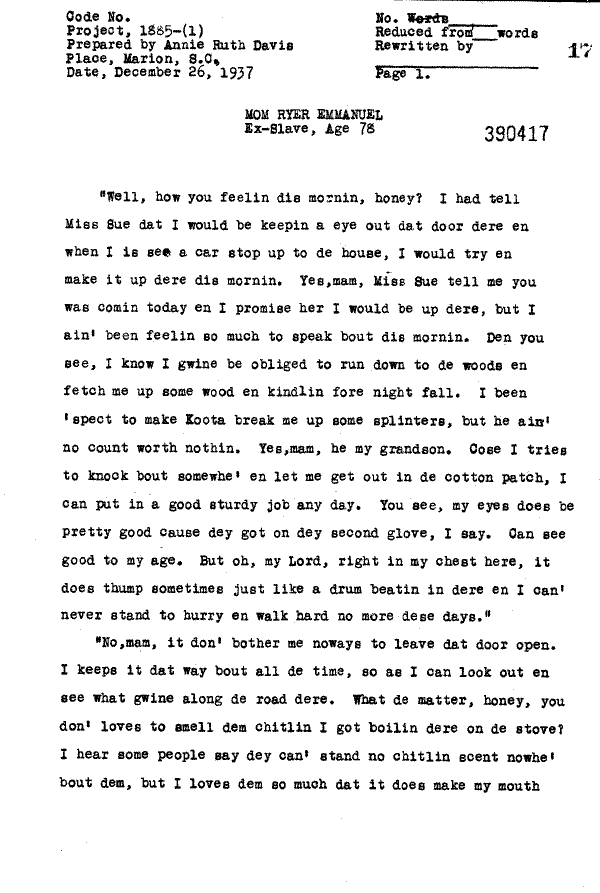 Code No.
Project, 1885-(1)
Prepared by Annie Ruth Davis
Place, Marion, S.C.
Date, December 26, 1937
No. Words
Reduced from ___ words
Rewritten by
17
Page 1.
MOM RYER EMMANUEL
Ex-Slave, Age 78
390417
"Well, how you feelin dis mornin, honey? I had tell
Miss Sue dat I would be keepin a eye out dat door dere en
when I is see a car stop up to de house, I would try en
make it up dere dis mornin. Yes,mam, Miss Sue tell me you
was comin today en I promise her I would be up dere, but I
ain' been feelin so much to speak bout dis mornin. Den you
see, I know I gwine be obliged to run down to de woods en
fetch me up some wood en kindlin fore night fall. I been
'spect to make Koota break me up some splinters, but he ain'
no count worth nothin. Yes,mam, he my grandson. Cose I tries
to knock bout somewhe' en let me get out in de cotton patch, I
can put in a good sturdy job any day. You see, my eyes does be
pretty good cause dey got on dey second glove, I say. Can see
good to my age. But oh, my Lord, right in my chest here, it
does thump sometimes just like a drum beatin in dere en I can'
never stand to hurry en walk hard no more dese days."
"No,mam, it don' bother me noways to leave dat door open.
I keeps it dat way bout all de time, so as I can look out en
see what gwine along de road dere. What de matter, honey, you
don' loves to smell dem chitlin I got boilin dere on de stove?
I hear some people say dey can' stand no chitlin scent nowhe'
bout dem, but I loves dem so much dat it does make my mouth